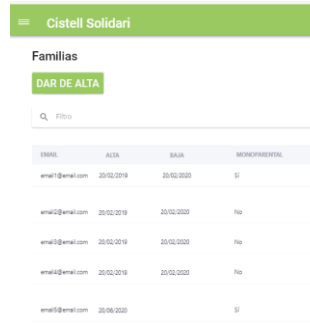 Cistell Solidari
Familias
DAR DE ALTA
Filtro
EMAIL ALTA BAJA MONOPARENTAL
email1@email.com 20/02/2019 20/02/2020 Sí
email2@email.com 20/02/2019 20/02/2020 No
email3@email.com 20/02/2019 20/02/2020 No
email4@email.com 20/02/2019 20/02/2020 No
email5@email.com 20/08/2020 Sí